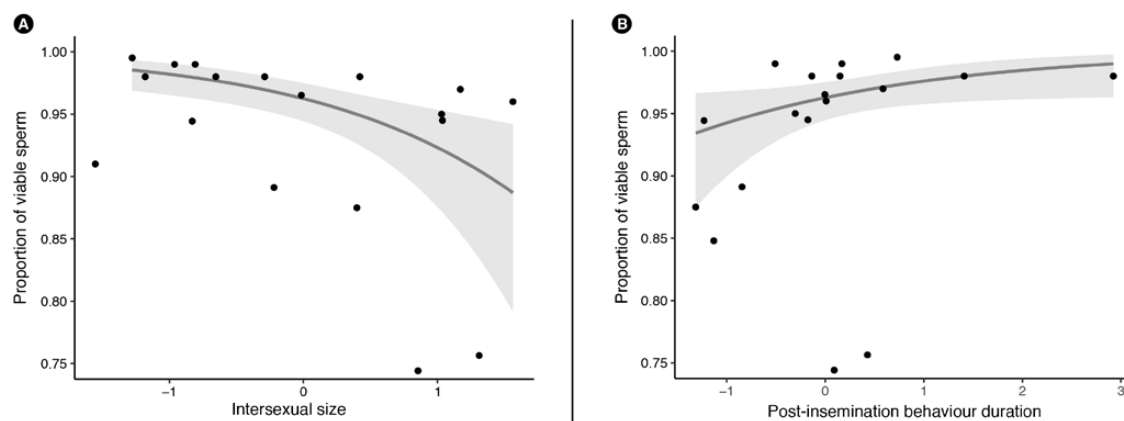 A
Proportion of viable sperm
1.00
0.95
0.90
0.85
0.80
0.75
−1 0 1
Intersexual size
B
Proportion of viable sperm
1.00
0.95
0.90
0.85
0.80
0.75
−1 0 1 2 3
Post-insemination behaviour duration